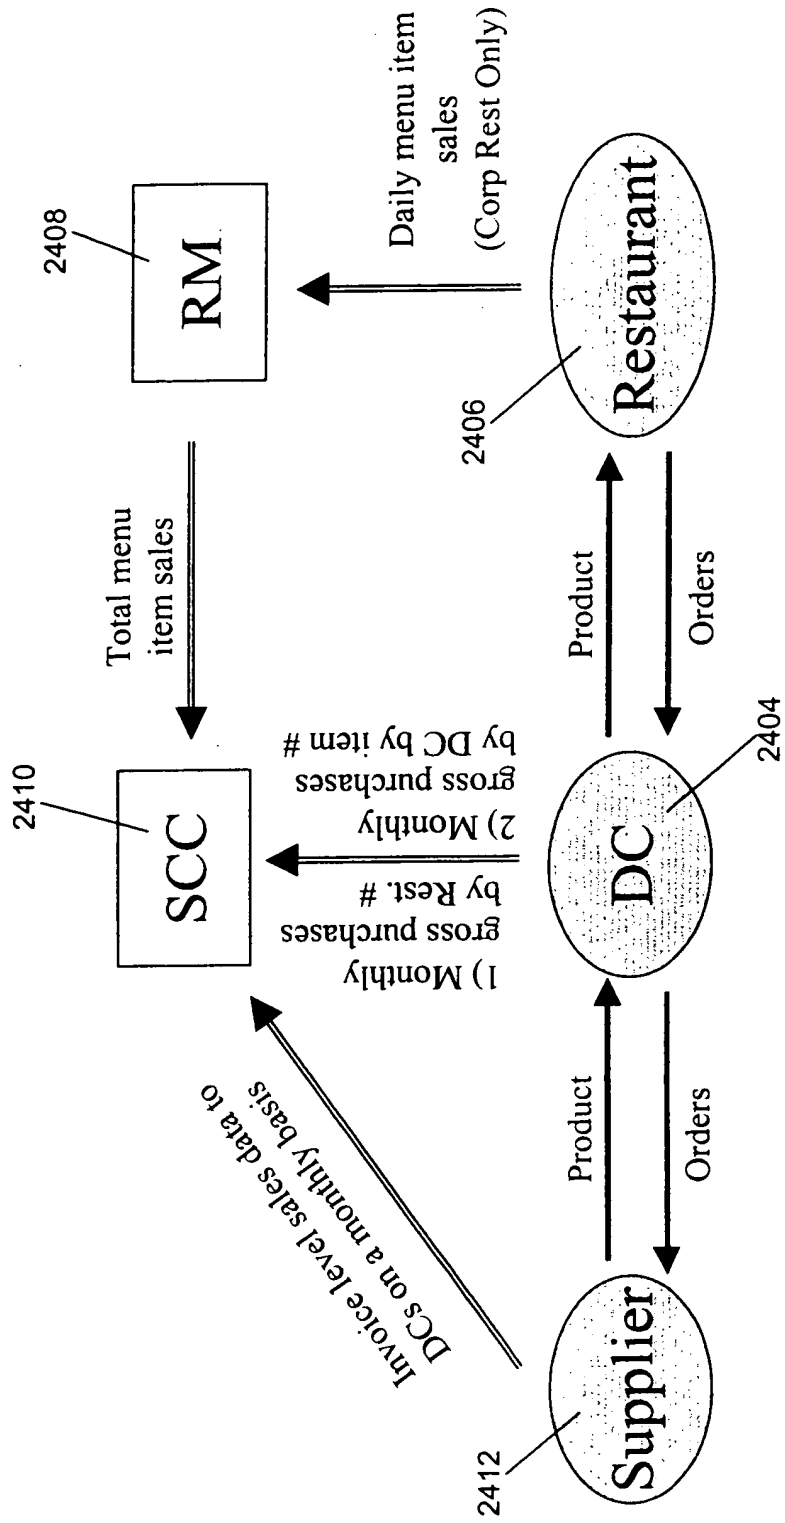 2410
SCC
2408
RM
Total menu
item sales
Invoice level sales data to
DCs on a monthly basis
1) Monthly
gross purchases
by Rest. #
2) Monthly
gross purchases
by DC by item #
Daily menu item
sales
(Corp Rest Only)
2412
Supplier
Product
Orders
DC
2404
Product
Orders
2406
Restaurant